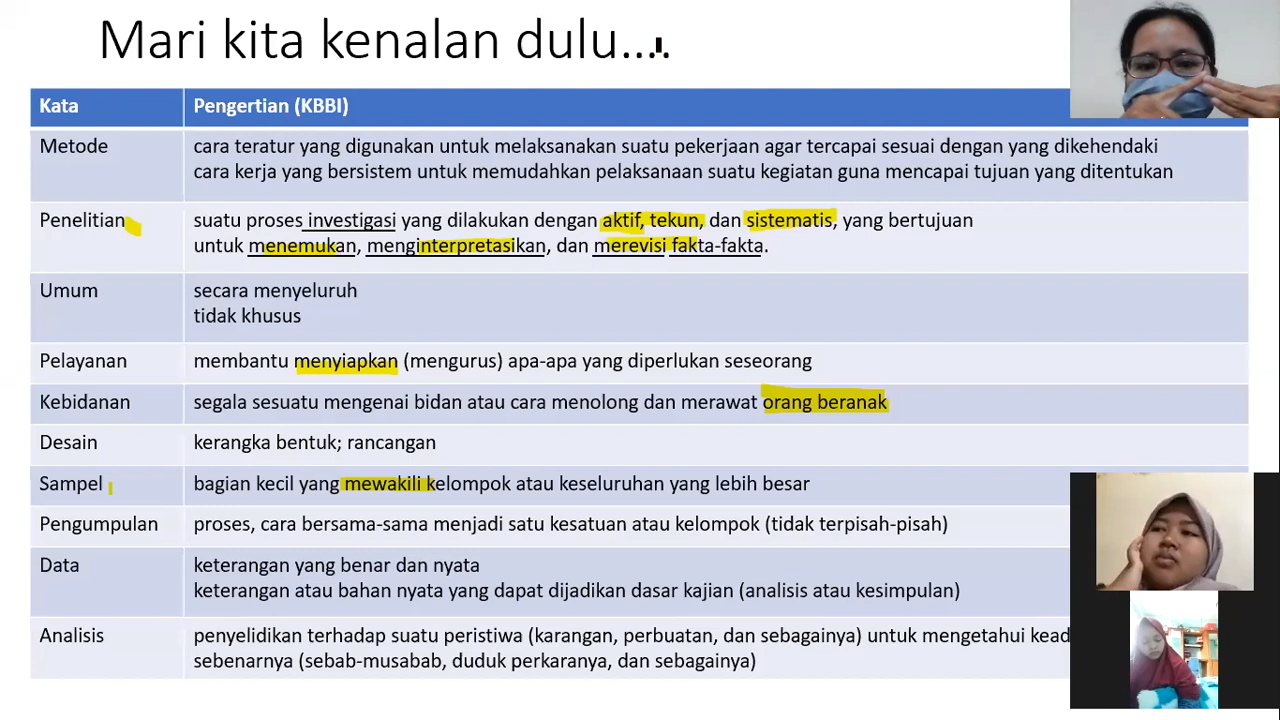 Mari kita kenalan dulu....
Kata Pengertian (KBBI)
Metode cara teratur yang digunakan untuk melaksanakan suatu pekerjaan agar tercapai sesuai dengan yang dikehendaki
cara kerja yang bersistem untuk memudahkan pelaksanaan suatu kegiatan guna mencapai tujuan yang ditentukan
Penelitian suatu proses investigasi yang dilakukan dengan aktif, tekun, dan sistematis, yang bertujuan
untuk menemukan, menginterpretasikan, dan merevisi fakta-fakta.
Umum secara menyeluruh
tidak khusus
Pelayanan membantu menyiapkan (mengurus) apa-apa yang diperlukan seseorang
Kebidanan segala sesuatu mengenai bidan atau cara menolong dan merawat orang beranak
Desain kerangka bentuk; rancangan
Sampel bagian kecil yang mewakili kelompok atau keseluruhan yang lebih besar
Pengumpulan proses, cara bersama-sama menjadi satu kesatuan atau kelompok (tidak terpisah-pisah)
Data keterangan yang benar dan nyata
keterangan atau bahan nyata yang dapat dijadikan dasar kajian (analisis atau kesimpulan)
Analisis penyelidikan terhadap suatu peristiwa (karangan, perbuatan, dan sebagainya) untuk mengetahui
sebenarnya (sebab-musabab, duduk perkaranya, dan sebagainya)